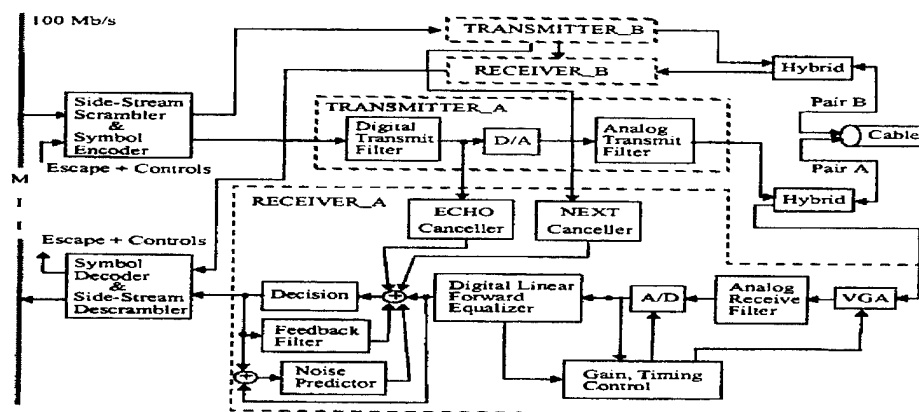 100 Mb/s
TRANSMITTER_B
RECEIVER_B
Hybrid
Pair B
Cable
Pair A
Hybrid
Side-Stream
Scrambler
&
Symbol
Encoder
Escape + Controls
M
TRANSMITTER_A
Digital
Transmit
Filter
D/A
Analog
Transmit
Filter
RECEIVER_A
ECHO
Canceller
NEXT
Canceller
Escape + Controls
Symbol
Decoder
&
Side-Stream
Descrambler
Decision
+
Digital Linear
Forward
Equalizer
A/D
Analog
Receive
Filter
VGA
Feedback
Filter
+
Noise
Predictor
Gain, Timing
Control